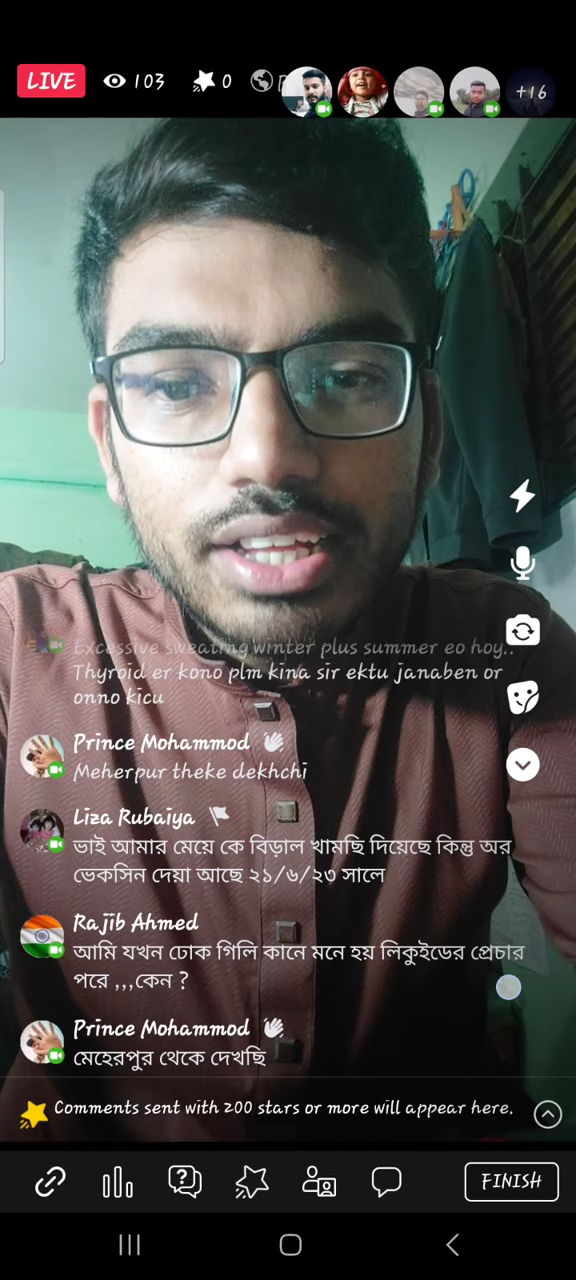 LIVE 103 0 +16
Excessive sweating winter plus summer eo hoy..
Thyroid er kono plm kina sir ektu janaben or
onno kicu
Prince Mohammod
Meherpur theke dekhchi
Liza Rubaiya
ভাই আমার মেয়ে কে বিড়াল খামছি দিয়েছে কিন্তু অর
ভেকসিন দেয়া আছে ২১/৬/২৩ সালে
Rajib Ahmed
আমি যখন ঢোক গিলি কানে মনে হয় লিকুইডের প্রেচার
পরে ,,,কেন ?
Prince Mohammod
মেহেরপুর থেকে দেখছি
Comments sent with 200 stars or more will appear here.
FINISH